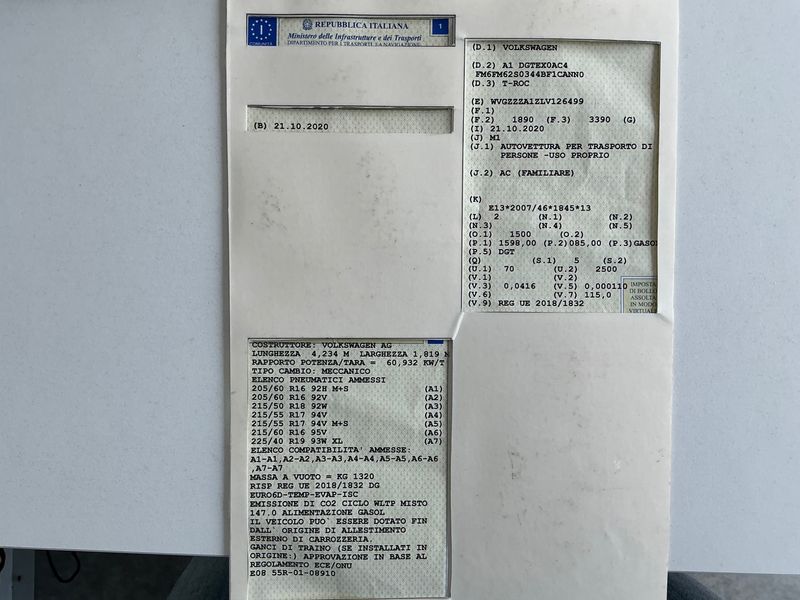 REPUBBLICA ITALIANA
1
I
COMUNITÀ
Ministero delle Infrastrutture e dei Trasporti
DIPARTIMENTO PER I TRASPORTI, LA NAVIGAZIONE
(B) 21.10.2020
(D.1) VOLKSWAGEN
(D.2) A1 DGTEX0AC4
FM6FM62S0344BF1CANN0
(D.3) T-ROC
(E) WVGZZZA1ZLV126499
(F.1)
(F.2) 1890 (F.3) 3390 (G)
(I) 21.10.2020
(J) M1
(J.1) AUTOVETTURA PER TRASPORTO DI
PERSONE -USO PROPRIO
(J.2) AC (FAMILIARE)
(K)
E13*2007/46*1845*13
(L) 2 (N.1) (N.2)
(N.3) (N.4) (N.5)
(O.1) 1500 (O.2)
(P.1) 1598,00 (P.2)085,00 (P.3)GASOL
(P.5) DGT
(Q) (S.1) 5 (S.2)
(U.1) 70 (U.2) 2500
(V.1) (V.2)
(V.3) 0,0416 (V.5) 0,000110
(V.6) (V.7) 115,0
(V.9) REG UE 2018/1832
IMPOSTA
DI BOLLO
ASSOLTA
IN MODO
VIRTUALE
COSTRUTTORE: VOLKSWAGEN AG
LUNGHEZZA 4,234 M LARGHEZZA 1,819 M
RAPPORTO POTENZA/TARA = 60,932 KW/T
TIPO CAMBIO: MECCANICO
ELENCO PNEUMATICI AMMESSI
205/60 R16 92H M+S (A1)
205/60 R16 92V (A2)
215/50 R18 92W (A3)
215/55 R17 94V (A4)
215/55 R17 94V M+S (A5)
215/60 R16 95V (A6)
225/40 R19 93W XL (A7)
ELENCO COMPATIBILITA' AMMESSE:
A1-A1,A2-A2,A3-A3,A4-A4,A5-A5,A6-A6
,A7-A7
MASSA A VUOTO = KG 1320
RISP REG UE 2018/1832 DG
EURO6D-TEMP-EVAP-ISC
EMISSIONE DI CO2 CICLO WLTP MISTO
147.0 ALIMENTAZIONE GASOL
IL VEICOLO PUO` ESSERE DOTATO FIN
DALL` ORIGINE DI ALLESTIMENTO
ESTERNO DI CARROZZERIA.
GANCI DI TRAINO (SE INSTALLATI IN
ORIGINE:) APPROVAZIONE IN BASE AL
REGOLAMENTO ECE/ONU
E08 55R-01-08910